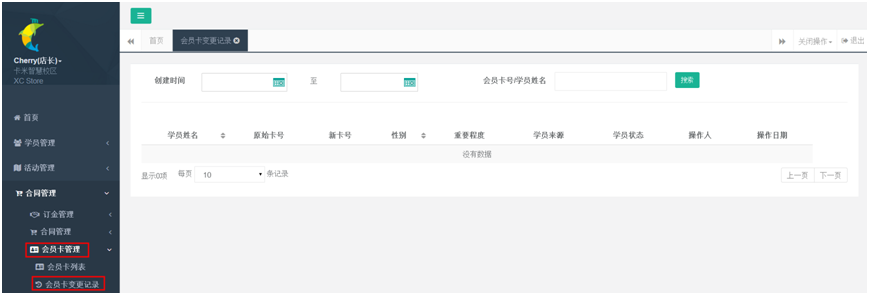 Cherry(店长)
卡米智慧校区
XC Store
首页
学员管理
活动管理
合同管理
订金管理
合同管理
会员卡管理
会员卡列表
会员卡变更记录
首页 会员卡变更记录 关闭操作 退出
创建时间 至 会员卡号/学员姓名 搜索
学员姓名 原始卡号 新卡号 性别 重要程度 学员来源 学员状态 操作人 操作日期
没有数据
显示0项 每页 10 条记录 上一页 下一页